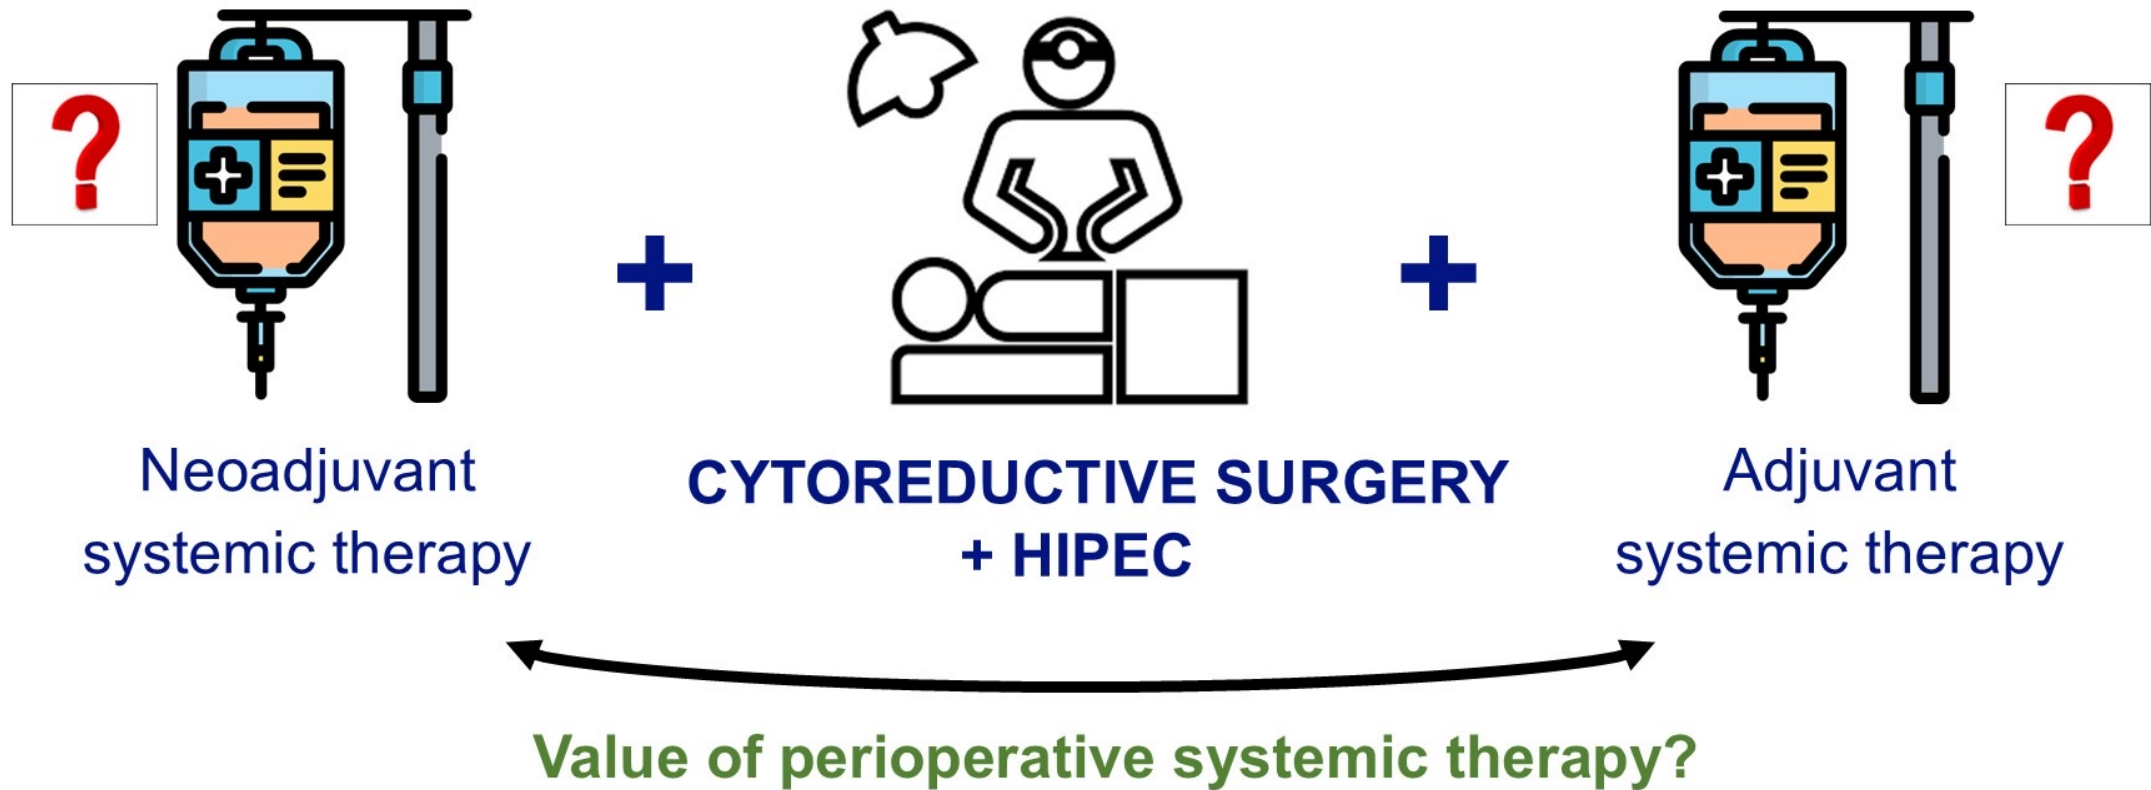 ?
?
+
+
Neoadjuvant
systemic therapy
CYTOREDUCTIVE SURGERY
+ HIPEC
Adjuvant
systemic therapy
Value of perioperative systemic therapy?